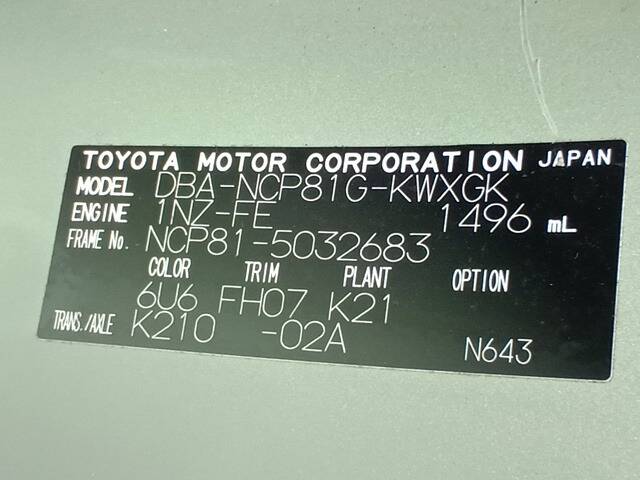 TOYOTA MOTOR CORPORATION JAPAN
MODEL DBA-NCP81G-KWXGK
ENGINE 1NZ-FE 1496 mL
FRAME No. NCP81-5032683
COLOR TRIM PLANT OPTION
6U6 FH07 K21
TRANS./AXLE K210 -02A
N643